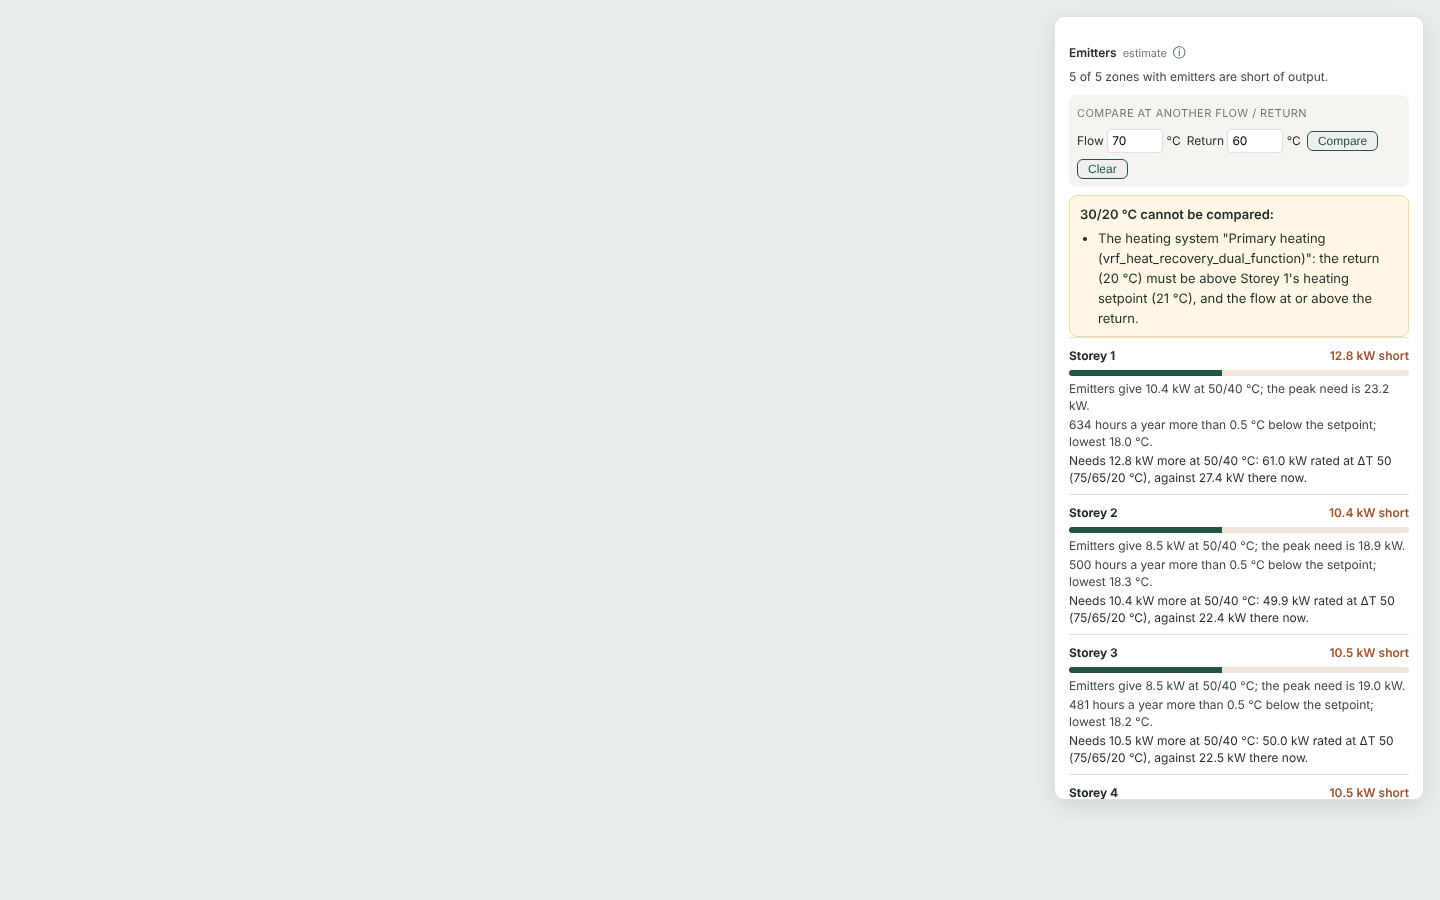 Emitters estimate ⓘ
5 of 5 zones with emitters are short of output.
COMPARE AT ANOTHER FLOW / RETURN
Flow 70 °C Return 60 °C Compare
Clear
30/20 °C cannot be compared:
• The heating system "Primary heating
(vrf_heat_recovery_dual_function)": the return
(20 °C) must be above Storey 1's heating
setpoint (21 °C), and the flow at or above the
return.
Storey 1 12.8 kW short
Emitters give 10.4 kW at 50/40 °C; the peak need is 23.2
kW.
634 hours a year more than 0.5 °C below the setpoint;
lowest 18.0 °C.
Needs 12.8 kW more at 50/40 °C: 61.0 kW rated at ΔT 50
(75/65/20 °C), against 27.4 kW there now.
Storey 2 10.4 kW short
Emitters give 8.5 kW at 50/40 °C; the peak need is 18.9 kW.
500 hours a year more than 0.5 °C below the setpoint;
lowest 18.3 °C.
Needs 10.4 kW more at 50/40 °C: 49.9 kW rated at ΔT 50
(75/65/20 °C), against 22.4 kW there now.
Storey 3 10.5 kW short
Emitters give 8.5 kW at 50/40 °C; the peak need is 19.0 kW.
481 hours a year more than 0.5 °C below the setpoint;
lowest 18.2 °C.
Needs 10.5 kW more at 50/40 °C: 50.0 kW rated at ΔT 50
(75/65/20 °C), against 22.5 kW there now.
Storey 4 10.5 kW short